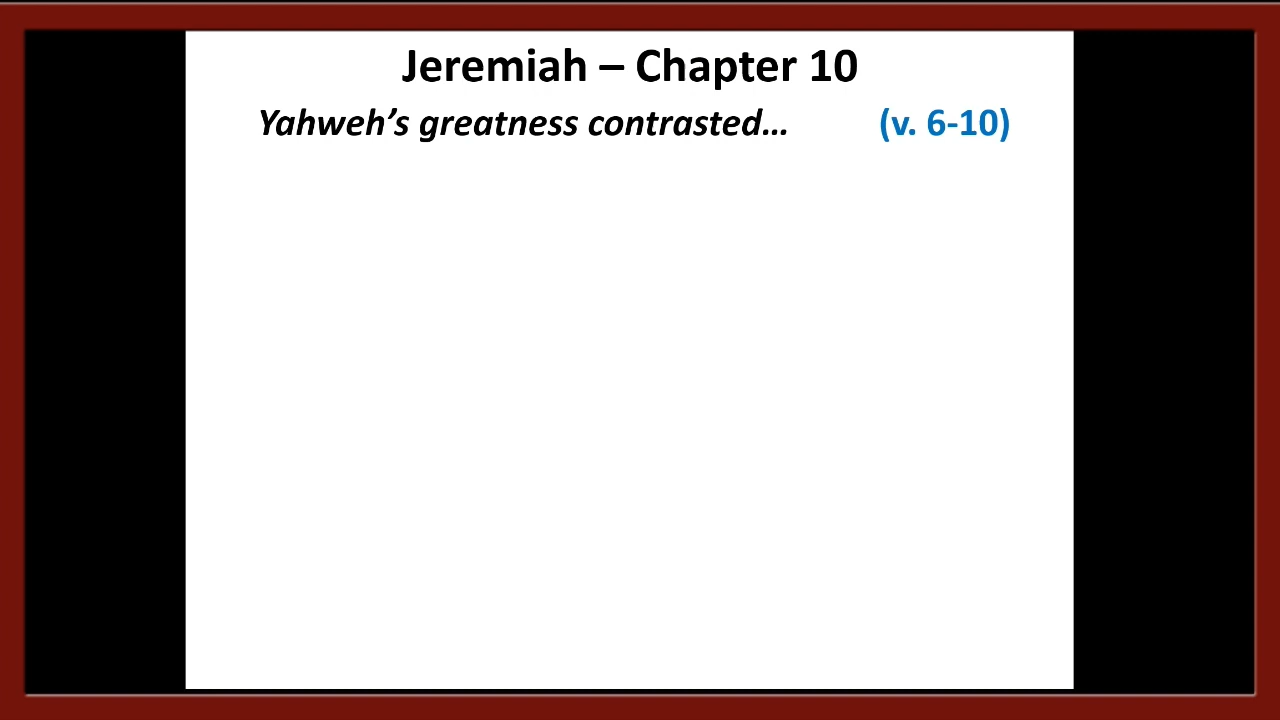 Jeremiah – Chapter 10
Yahweh’s greatness contrasted… (v. 6-10)